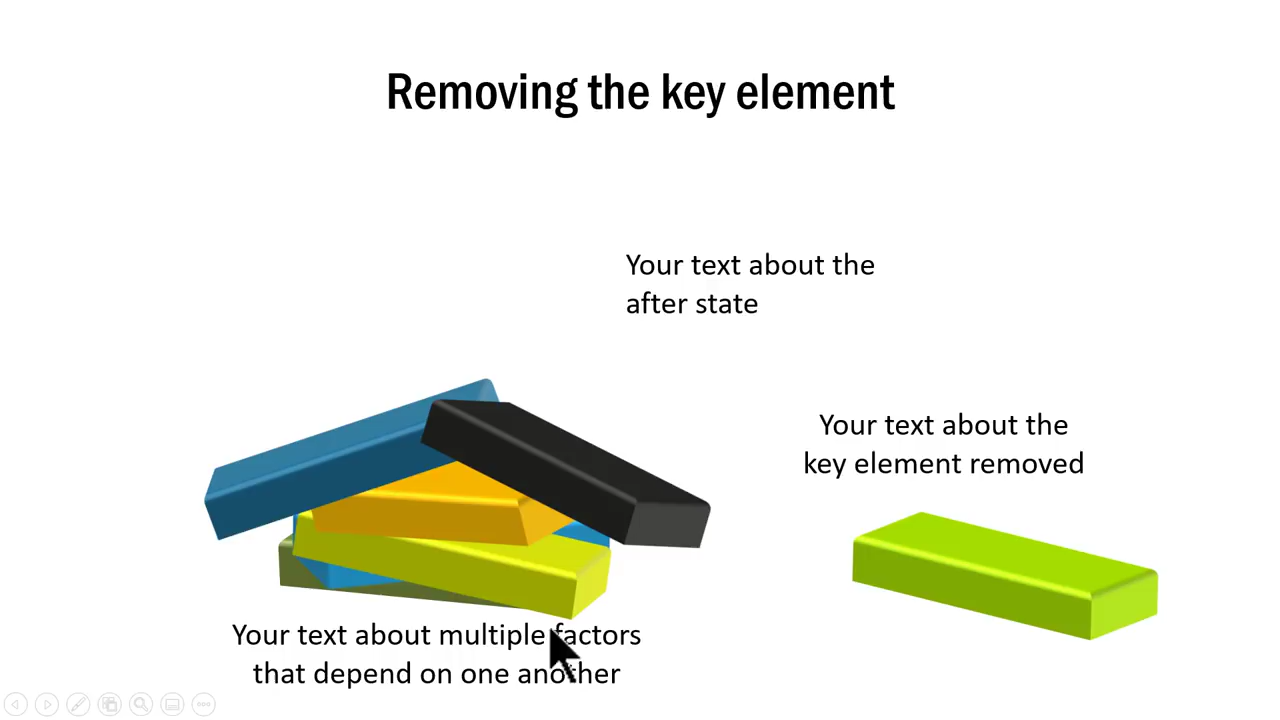 Removing the key element
Your text about the
after state
Your text about the
key element removed
Your text about multiple factors
that depend on one another